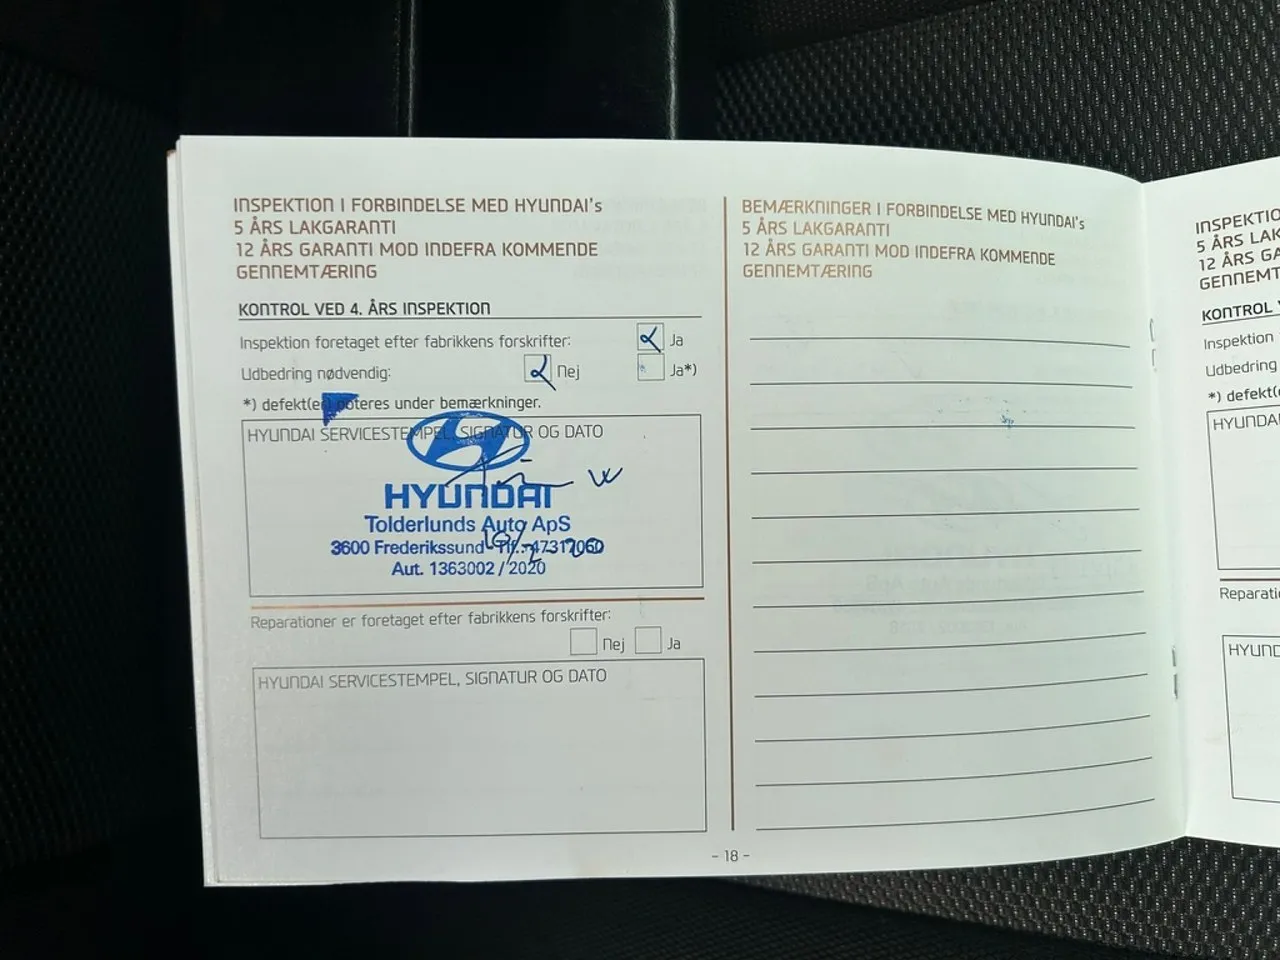 INSPEKTION I FORBINDELSE MED HYUNDAI's
5 ÅRS LAKGARANTI
12 ÅRS GARANTI MOD INDEFRA KOMMENDE
GENNEMTÆRING
KONTROL VED 4. ÅRS INSPEKTION
Inspektion foretaget efter fabrikkens forskrifter: Ja
Udbedring nødvendig: Nej Ja*)
*) defekt(er) noteres under bemærkninger.
HYUNDAI SERVICESTEMPEL, SIGNATUR OG DATO
HYUNDAI
Tolderlunds Auto ApS
3600 Frederikssund - Tlf.: 47317060
Aut. 1363002 / 2020
Reparationer er foretaget efter fabrikkens forskrifter:
Nej Ja
HYUNDAI SERVICESTEMPEL, SIGNATUR OG DATO
BEMÆRKNINGER I FORBINDELSE MED HYUNDAI's
5 ÅRS LAKGARANTI
12 ÅRS GARANTI MOD INDEFRA KOMMENDE
GENNEMTÆRING
- 18 -
INSPEKTIO
5 ÅRS LAK
12 ÅRS GA
GENNEMT
KONTROL
Inspektion
Udbedring
*) defekt(e
HYUNDAI
Reparati
HYUND